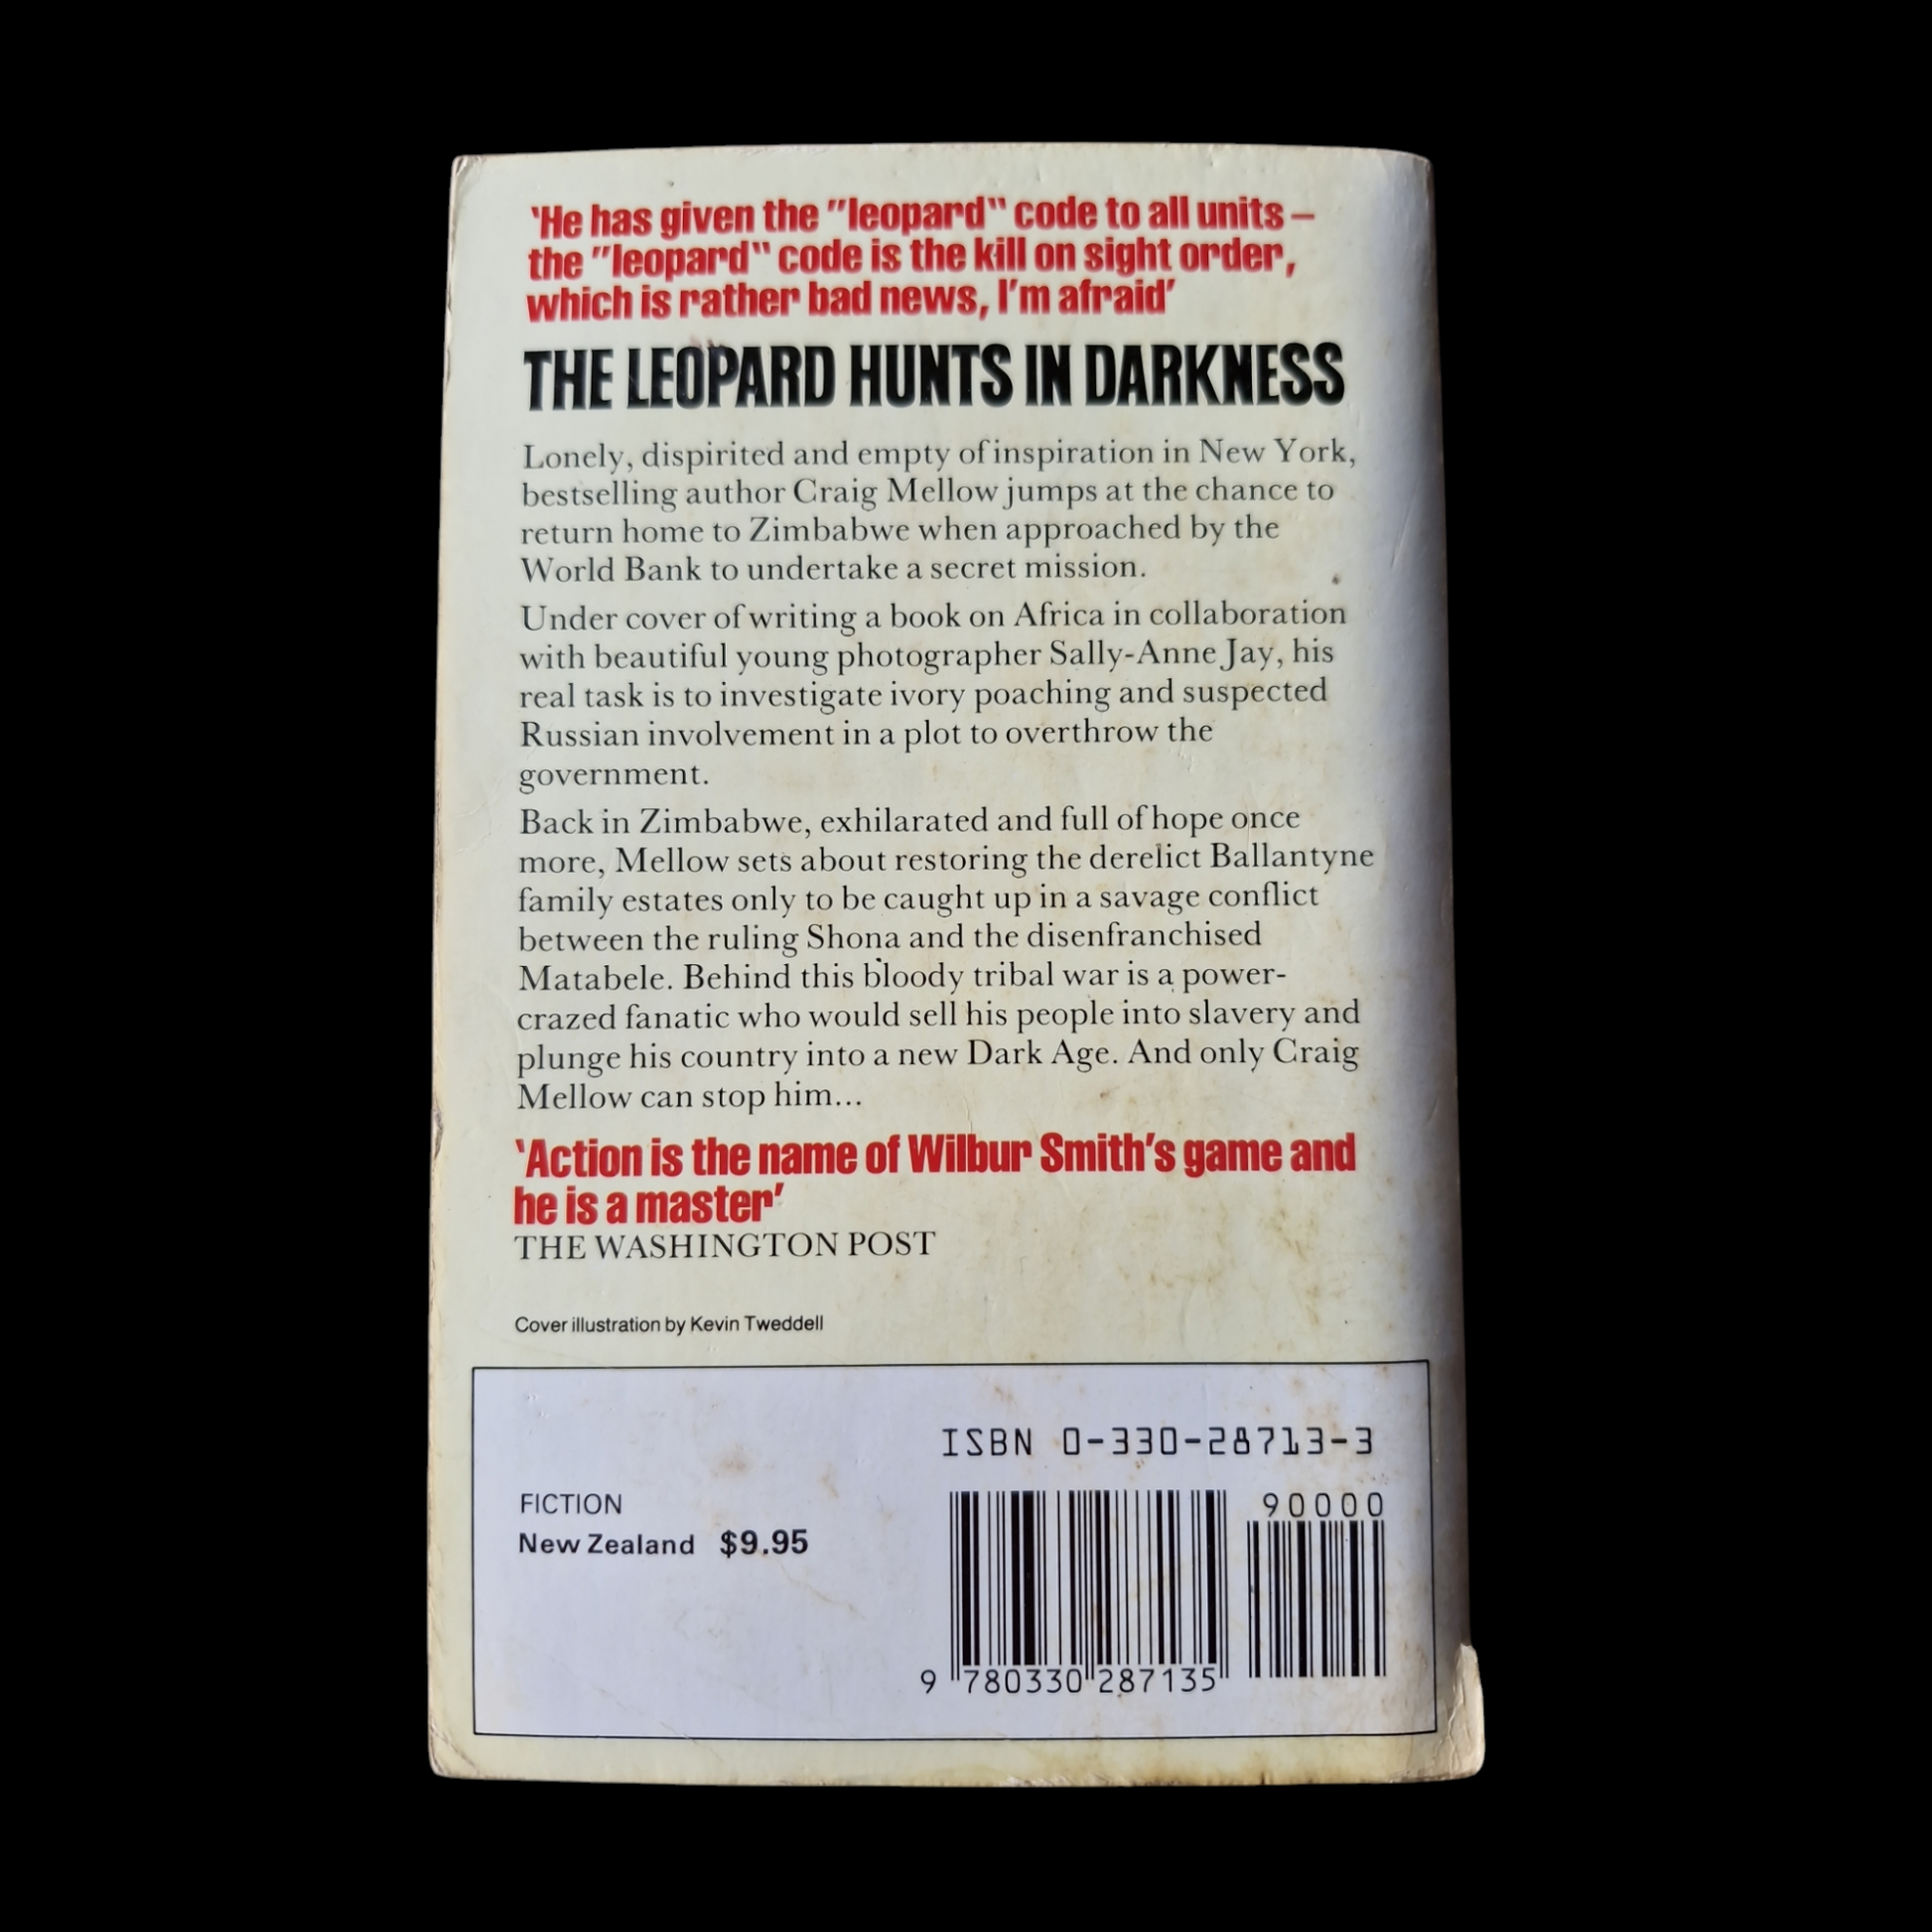 ‘He has given the "leopard" code to all units –
the "leopard" code is the kill on sight order,
which is rather bad news, I'm afraid’
THE LEOPARD HUNTS IN DARKNESS
Lonely, dispirited and empty of inspiration in New York,
bestselling author Craig Mellow jumps at the chance to
return home to Zimbabwe when approached by the
World Bank to undertake a secret mission.
Under cover of writing a book on Africa in collaboration
with beautiful young photographer Sally-Anne Jay, his
real task is to investigate ivory poaching and suspected
Russian involvement in a plot to overthrow the
government.
Back in Zimbabwe, exhilarated and full of hope once
more, Mellow sets about restoring the derelict Ballantyne
family estates only to be caught up in a savage conflict
between the ruling Shona and the disenfranchised
Matabele. Behind this bloody tribal war is a power-
crazed fanatic who would sell his people into slavery and
plunge his country into a new Dark Age. And only Craig
Mellow can stop him...
‘Action is the name of Wilbur Smith's game and
he is a master’
THE WASHINGTON POST
Cover illustration by Kevin Tweddell
ISBN 0-330-28713-3
FICTION
New Zealand $9.95
90000
9 780330 287135